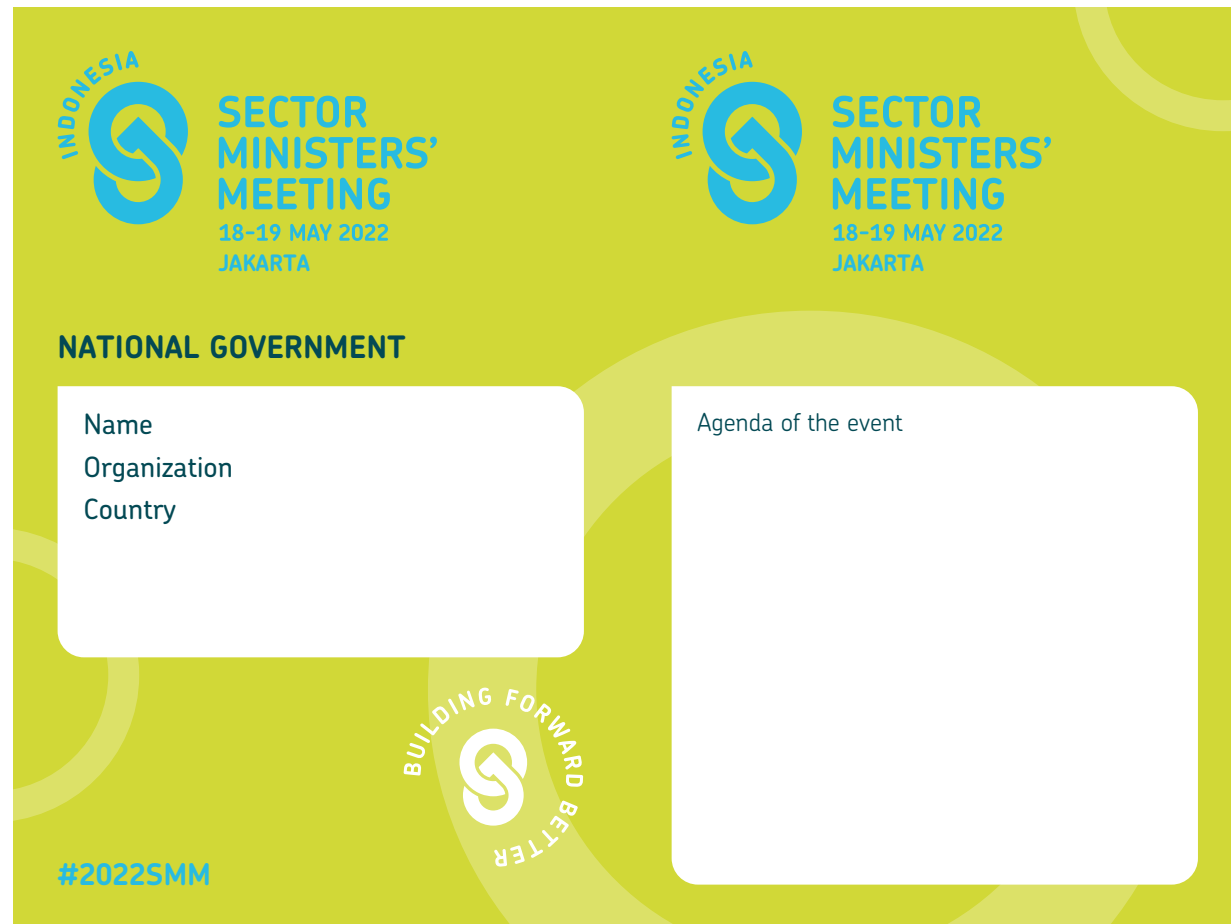 INDONESIA
SECTOR
MINISTERS’
MEETING
18-19 MAY 2022
JAKARTA
NATIONAL GOVERNMENT
Name
Organization
Country
BUILDING FORWARD BETTER
#2022SMM
INDONESIA
SECTOR
MINISTERS’
MEETING
18-19 MAY 2022
JAKARTA
Agenda of the event